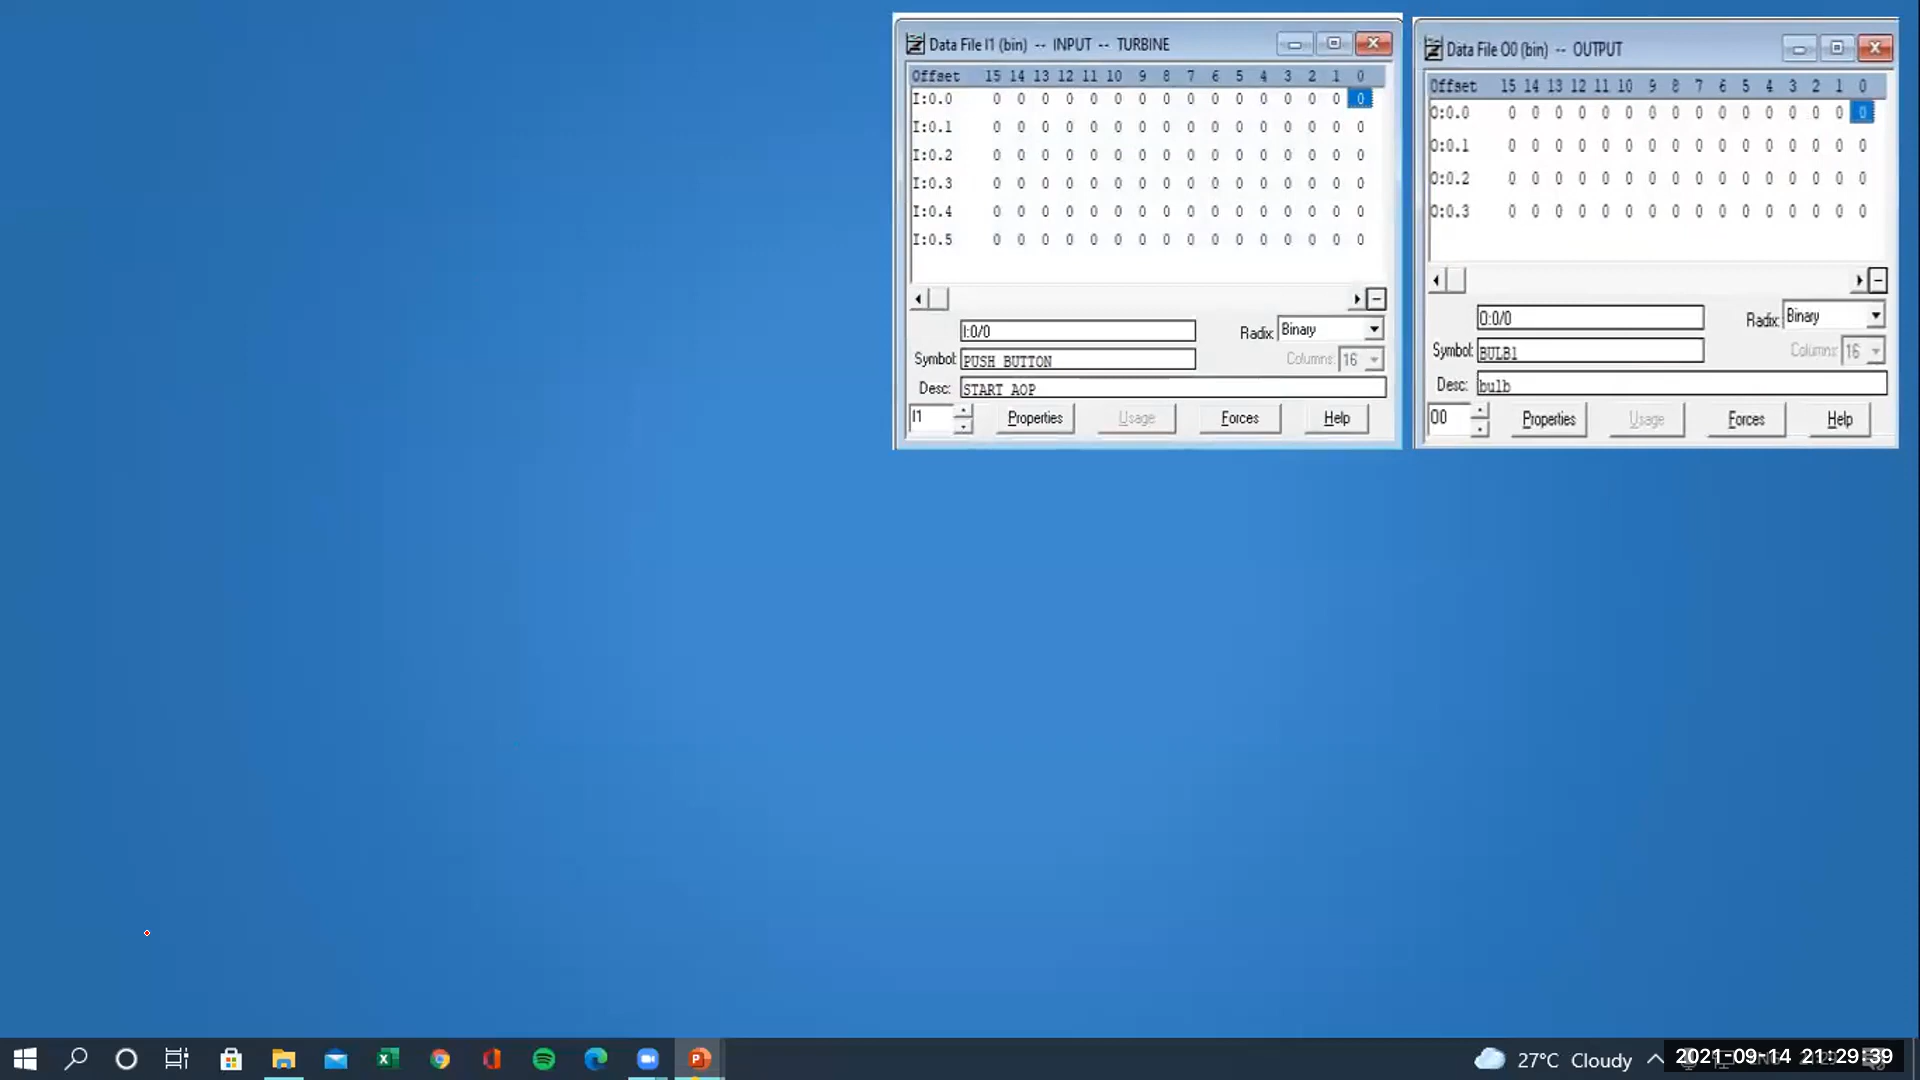 Data File I1 (bin) -- INPUT -- TURBINE
Offset 15 14 13 12 11 10 9 8 7 6 5 4 3 2 1 0
I:0.0 0 0 0 0 0 0 0 0 0 0 0 0 0 0 0 0
I:0.1 0 0 0 0 0 0 0 0 0 0 0 0 0 0 0 0
I:0.2 0 0 0 0 0 0 0 0 0 0 0 0 0 0 0 0
I:0.3 0 0 0 0 0 0 0 0 0 0 0 0 0 0 0 0
I:0.4 0 0 0 0 0 0 0 0 0 0 0 0 0 0 0 0
I:0.5 0 0 0 0 0 0 0 0 0 0 0 0 0 0 0 0
I:0/0 Radix: Binary
Symbol: PUSH BUTTON Columns: 16
Desc: START AOP
I1 Properties Usage Forces Help
Data File O0 (bin) -- OUTPUT
Offset 15 14 13 12 11 10 9 8 7 6 5 4 3 2 1 0
O:0.0 0 0 0 0 0 0 0 0 0 0 0 0 0 0 0 0
O:0.1 0 0 0 0 0 0 0 0 0 0 0 0 0 0 0 0
O:0.2 0 0 0 0 0 0 0 0 0 0 0 0 0 0 0 0
O:0.3 0 0 0 0 0 0 0 0 0 0 0 0 0 0 0 0
O:0/0 Radix: Binary
Symbol: BULB1 Columns: 16
Desc: bulb
O0 Properties Usage Forces Help
27°C Cloudy 2021-09-14 21:29:39